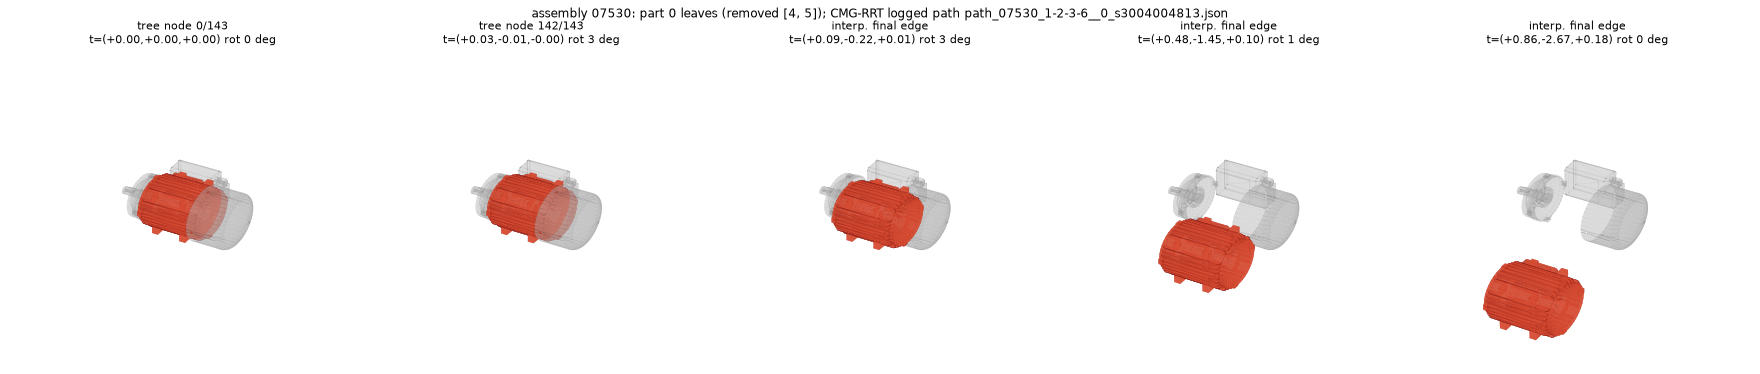 assembly 07530: part 0 leaves (removed [4, 5]); CMG-RRT logged path path_07530_1-2-3-6__0_s3004004813.json
tree node 0/143
t=(+0.00,+0.00,+0.00) rot 0 deg
tree node 142/143
t=(+0.03,-0.01,-0.00) rot 3 deg
interp. final edge
t=(+0.09,-0.22,+0.01) rot 3 deg
interp. final edge
t=(+0.48,-1.45,+0.10) rot 1 deg
interp. final edge
t=(+0.86,-2.67,+0.18) rot 0 deg